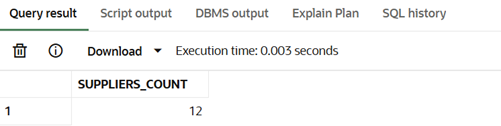 Query result Script output DBMS output Explain Plan SQL history
Download Execution time: 0.003 seconds
SUPPLIERS_COUNT
1 12